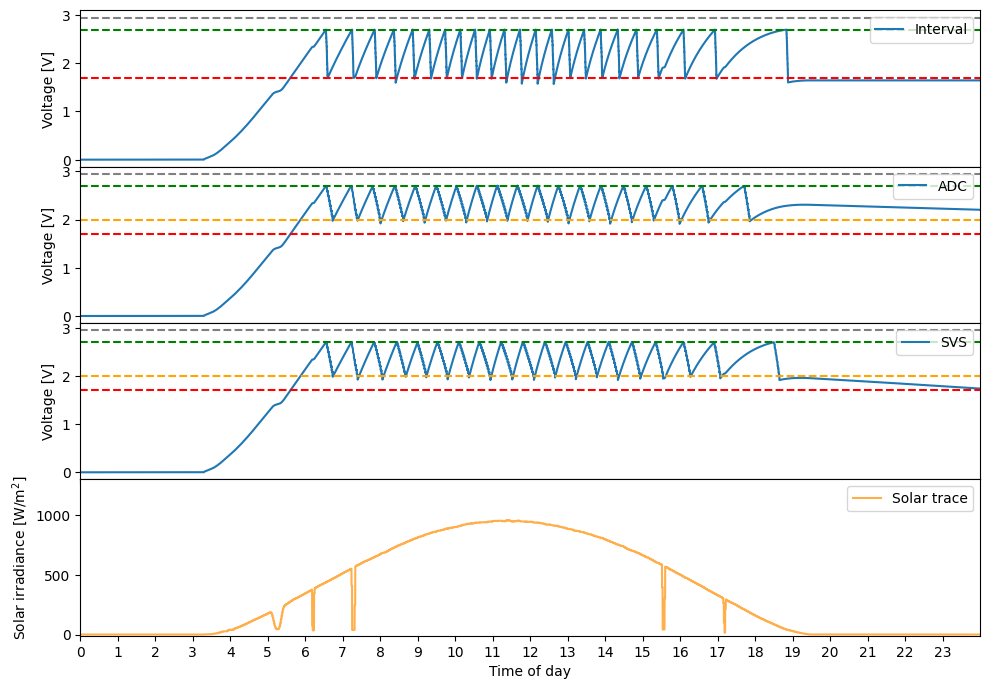 3
2
1
0
Voltage [V]
Interval
3
2
1
0
Voltage [V]
ADC
3
2
1
0
Voltage [V]
SVS
1000
500
0
Solar irradiance [W/m²]
Solar trace
0 1 2 3 4 5 6 7 8 9 10 11 12 13 14 15 16 17 18 19 20 21 22 23
Time of day